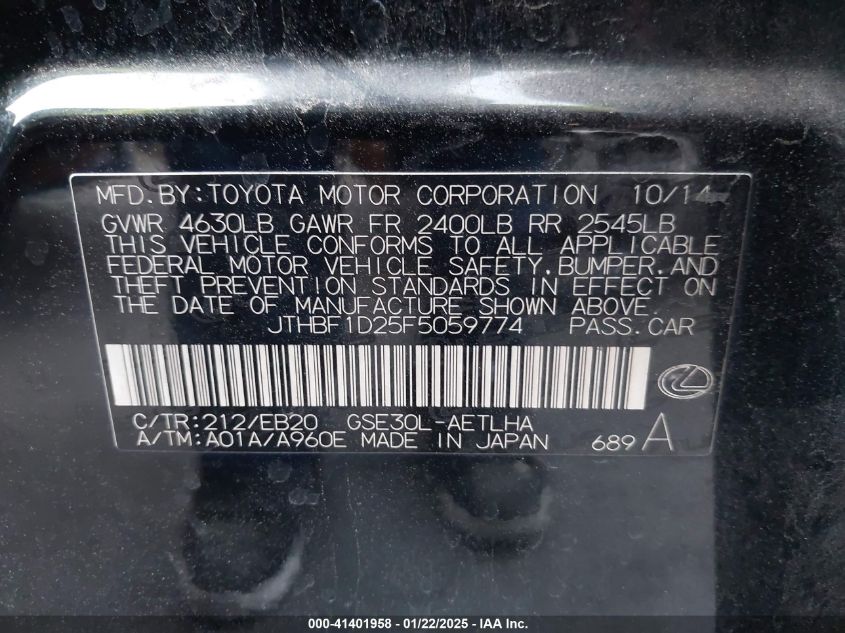 MFD.BY:TOYOTA MOTOR CORPORATION 10/14
GVWR 4630LB GAWR FR 2400LB RR 2545LB
THIS VEHICLE CONFORMS TO ALL APPLICABLE
FEDERAL MOTOR VEHICLE SAFETY,BUMPER,AND
THEFT PREVENTION STANDARDS IN EFFECT ON
THE DATE OF MANUFACTURE SHOWN ABOVE.
JTHBF1D25F5059774 PASS.CAR
C/TR:212/EB20 GSE30L-AETLHA
A/TM:A01A/A960E MADE IN JAPAN 689 A
000-41401958 - 01/22/2025 - IAA Inc.